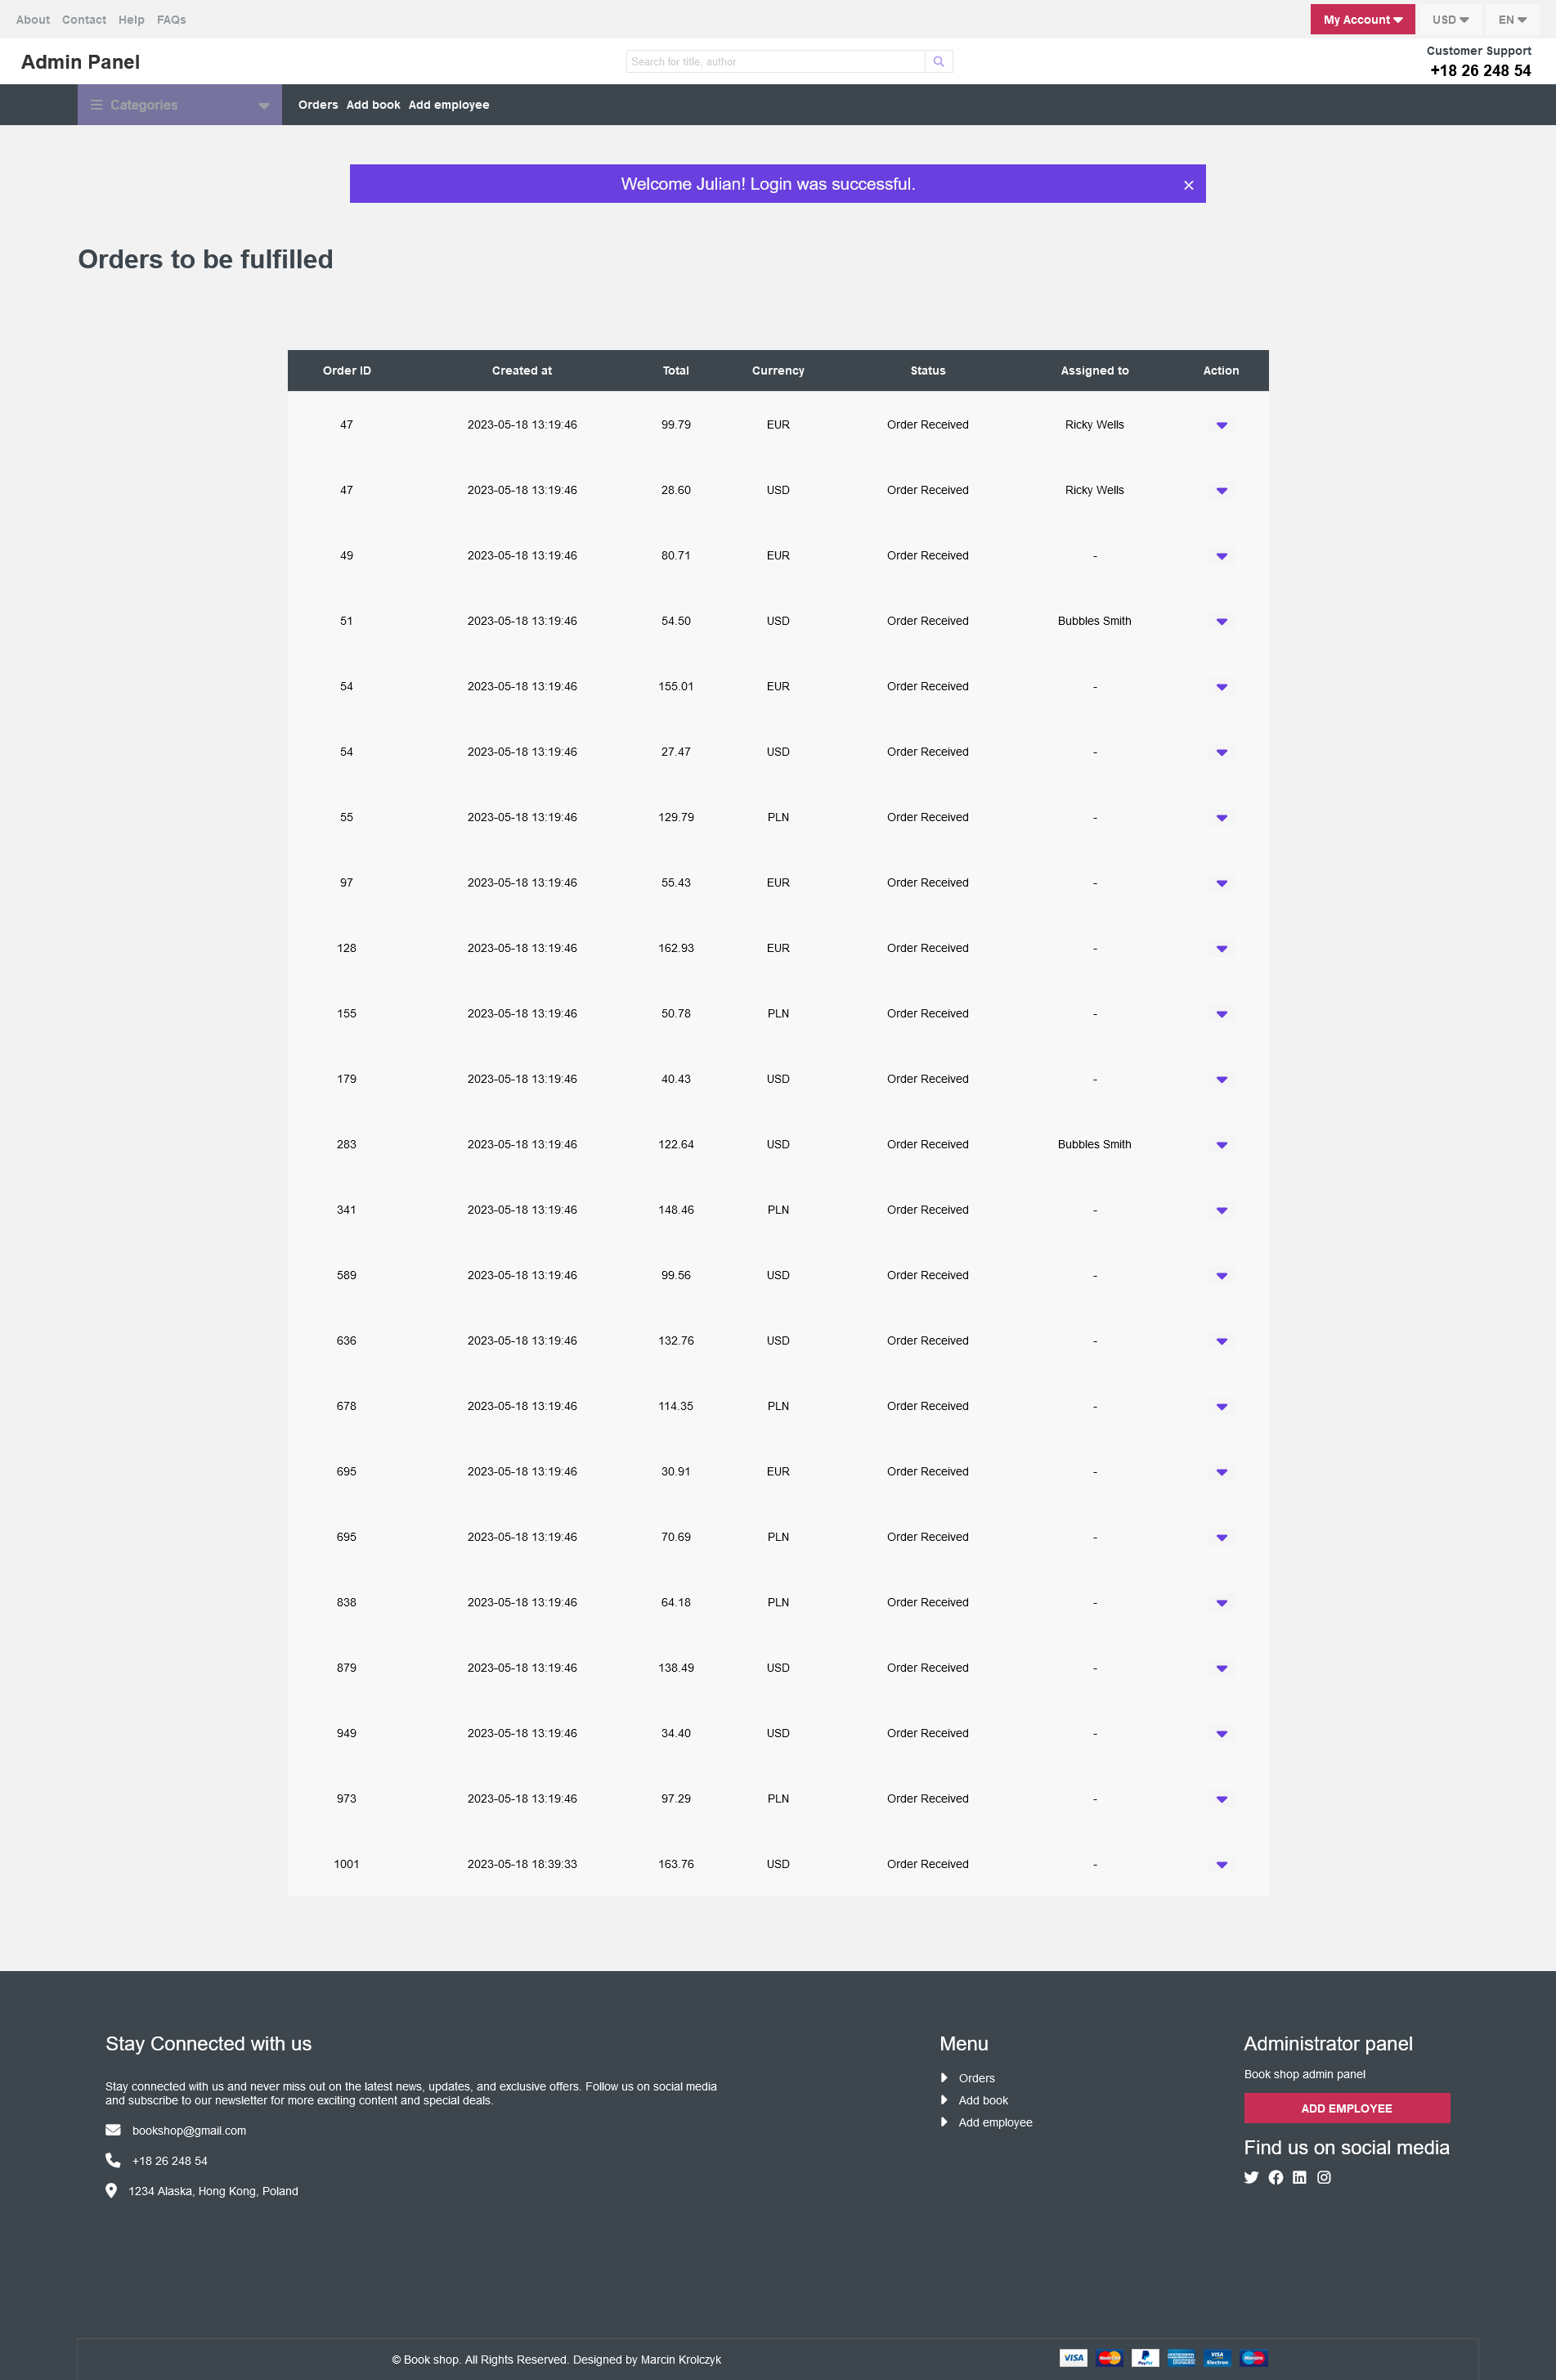 About Contact Help FAQs My Account USD EN
Admin Panel Search for title, author Customer Support
+18 26 248 54
Categories Orders Add book Add employee
Welcome Julian! Login was successful. ×
Orders to be fulfilled
Order ID Created at Total Currency Status Assigned to Action
47 2023-05-18 13:19:46 99.79 EUR Order Received Ricky Wells
47 2023-05-18 13:19:46 28.60 USD Order Received Ricky Wells
49 2023-05-18 13:19:46 80.71 EUR Order Received -
51 2023-05-18 13:19:46 54.50 USD Order Received Bubbles Smith
54 2023-05-18 13:19:46 155.01 EUR Order Received -
54 2023-05-18 13:19:46 27.47 USD Order Received -
55 2023-05-18 13:19:46 129.79 PLN Order Received -
97 2023-05-18 13:19:46 55.43 EUR Order Received -
128 2023-05-18 13:19:46 162.93 EUR Order Received -
155 2023-05-18 13:19:46 50.78 PLN Order Received -
179 2023-05-18 13:19:46 40.43 USD Order Received -
283 2023-05-18 13:19:46 122.64 USD Order Received Bubbles Smith
341 2023-05-18 13:19:46 148.46 PLN Order Received -
589 2023-05-18 13:19:46 99.56 USD Order Received -
636 2023-05-18 13:19:46 132.76 USD Order Received -
678 2023-05-18 13:19:46 114.35 PLN Order Received -
695 2023-05-18 13:19:46 30.91 EUR Order Received -
695 2023-05-18 13:19:46 70.69 PLN Order Received -
838 2023-05-18 13:19:46 64.18 PLN Order Received -
879 2023-05-18 13:19:46 138.49 USD Order Received -
949 2023-05-18 13:19:46 34.40 USD Order Received -
973 2023-05-18 13:19:46 97.29 PLN Order Received -
1001 2023-05-18 18:39:33 163.76 USD Order Received -
Stay Connected with us
Stay connected with us and never miss out on the latest news, updates, and exclusive offers. Follow us on social media
and subscribe to our newsletter for more exciting content and special deals.
bookshop@gmail.com
+18 26 248 54
1234 Alaska, Hong Kong, Poland
Menu
Orders
Add book
Add employee
Administrator panel
Book shop admin panel
ADD EMPLOYEE
Find us on social media
© Book shop. All Rights Reserved. Designed by Marcin Krolczyk
VISA MasterCard PayPal AMERICAN EXPRESS VISA Electron Maestro